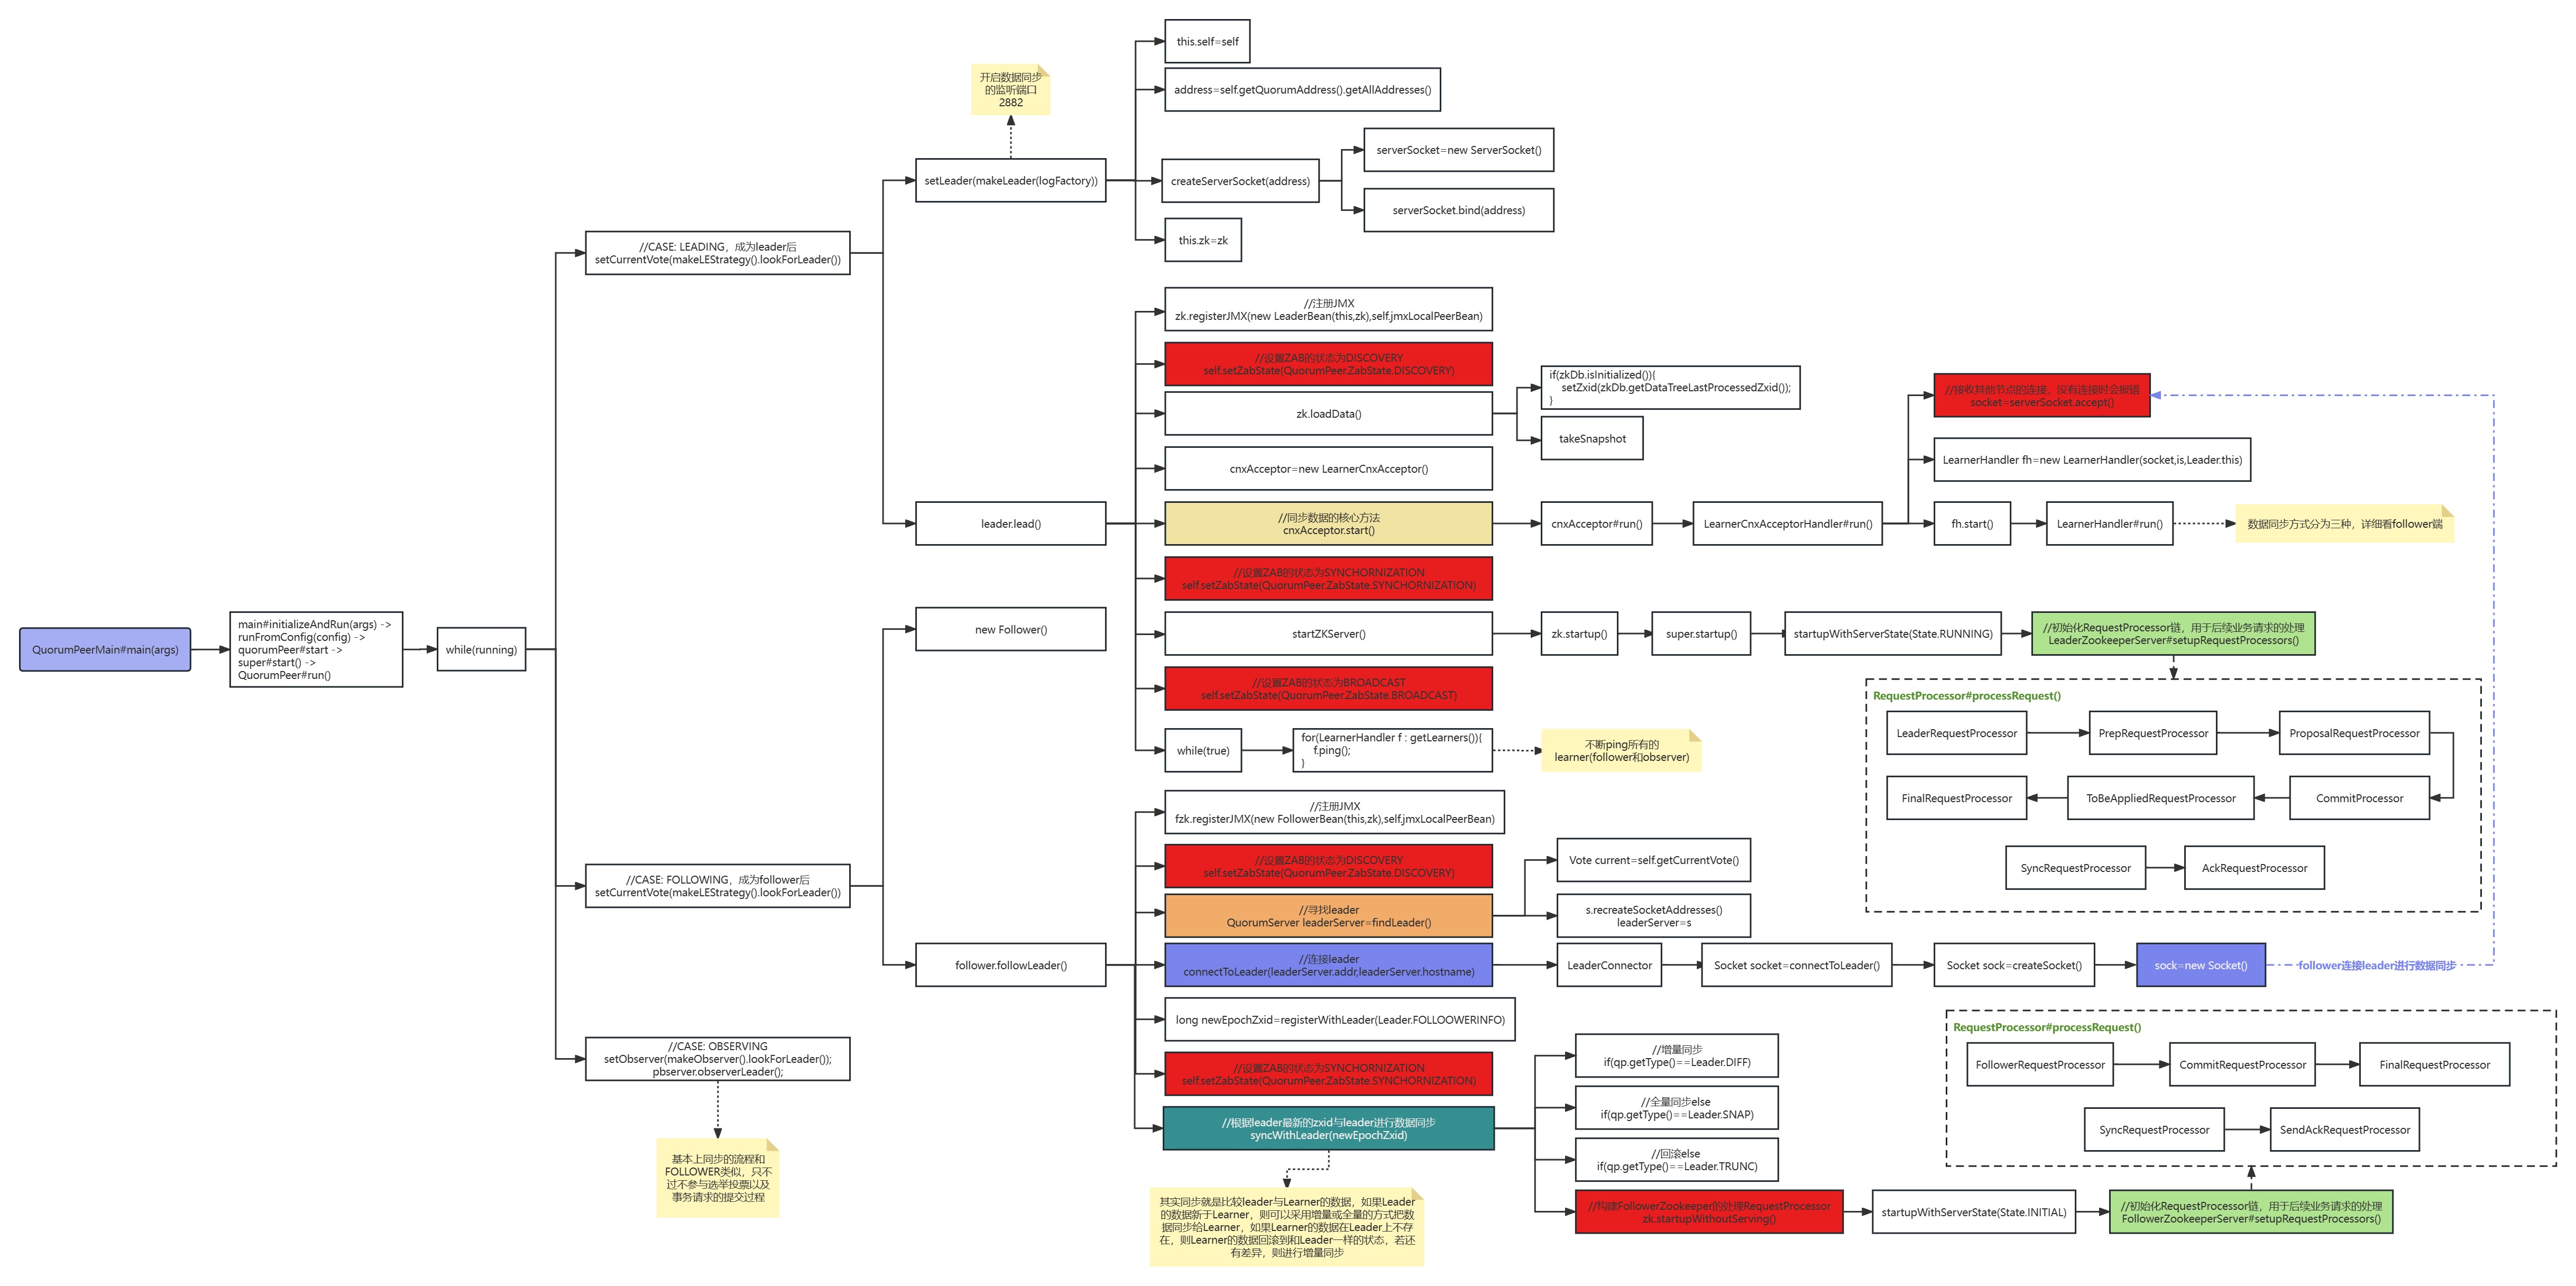 QuorumPeerMain#main(args)
main#initializeAndRun(args) ->
runFromConfig(config) ->
quorumPeer#start ->
super#start() ->
QuorumPeer#run()
while(running)
//CASE: LEADING，成为leader后
setCurrentVote(makeLEStrategy().lookForLeader())
开启数据同步
的监听端口
2882
setLeader(makeLeader(logFactory))
this.self=self
address=self.getQuorumAddress().getAllAddresses()
createServerSocket(address)
serverSocket=new ServerSocket()
serverSocket.bind(address)
this.zk=zk
leader.lead()
//注册JMX
zk.registerJMX(new LeaderBean(this,zk),self.jmxLocalPeerBean)
//设置ZAB的状态为DISCOVERY
self.setZabState(QuorumPeer.ZabState.DISCOVERY)
zk.loadData()
if(zkDb.isInitialized()){
setZxid(zkDb.getDataTreeLastProcessedZxid());
}
takeSnapshot
cnxAcceptor=new LearnerCnxAcceptor()
//同步数据的核心方法
cnxAcceptor.start()
cnxAcceptor#run()
LearnerCnxAcceptorHandler#run()
//接收其他节点的连接，没有连接时会报错
socket=serverSocket.accept()
LearnerHandler fh=new LearnerHandler(socket,is,Leader.this)
fh.start()
LearnerHandler#run()
数据同步方式分为三种，详细看follower端
//设置ZAB的状态为SYNCHORNIZATION
self.setZabState(QuorumPeer.ZabState.SYNCHORNIZATION)
startZKServer()
zk.startup()
super.startup()
startupWithServerState(State.RUNNING)
//初始化RequestProcessor链，用于后续业务请求的处理
LeaderZookeeperServer#setupRequestProcessors()
//设置ZAB的状态为BROADCAST
self.setZabState(QuorumPeer.ZabState.BROADCAST)
while(true)
for(LearnerHandler f : getLearners()){
f.ping();
}
不断ping所有的
learner(follower和observer)
RequestProcessor#processRequest()
LeaderRequestProcessor
PrepRequestProcessor
ProposalRequestProcessor
FinalRequestProcessor
ToBeAppliedRequestProcessor
CommitProcessor
SyncRequestProcessor
AckRequestProcessor
//CASE: FOLLOWING，成为follower后
setCurrentVote(makeLEStrategy().lookForLeader())
new Follower()
follower.followLeader()
//注册JMX
fzk.registerJMX(new FollowerBean(this,zk),self.jmxLocalPeerBean)
//设置ZAB的状态为DISCOVERY
self.setZabState(QuorumPeer.ZabState.DISCOVERY)
//寻找leader
QuorumServer leaderServer=findLeader()
Vote current=self.getCurrentVote()
s.recreateSocketAddresses()
leaderServer=s
//连接leader
connectToLeader(leaderServer.addr,leaderServer.hostname)
LeaderConnector
Socket socket=connectToLeader()
Socket sock=createSocket()
sock=new Socket()
follower连接leader进行数据同步
long newEpochZxid=registerWithLeader(Leader.FOLLOOWERINFO)
//设置ZAB的状态为SYNCHORNIZATION
self.setZabState(QuorumPeer.ZabState.SYNCHORNIZATION)
//根据leader最新的zxid与leader进行数据同步
syncWithLeader(newEpochZxid)
//增量同步
if(qp.getType()==Leader.DIFF)
//全量同步else
if(qp.getType()==Leader.SNAP)
//回滚else
if(qp.getType()==Leader.TRUNC)
//构建FollowerZookeeper的处理RequestProcessor
zk.startupWithoutServing()
startupWithServerState(State.INITIAL)
//初始化RequestProcessor链，用于后续业务请求的处理
FollowerZookeeperServer#setupRequestProcessors()
RequestProcessor#processRequest()
FollowerRequestProcessor
CommitRequestProcessor
FinalRequestProcessor
SyncRequestProcessor
SendAckRequestProcessor
其实同步就是比较leader与Learner的数据，如果Leader
的数据新于Learner，则可以采用增量或全量的方式把数
据同步给Learner，如果Learner的数据在Leader上不存
在，则Learner的数据回滚到和Leader一样的状态，若还
有差异，则进行增量同步
//CASE: OBSERVING
setObserver(makeObserver().lookForLeader());
pbserver.observerLeader();
基本上同步的流程和
FOLLOWER类似，只不
过不参与选举投票以及
事务请求的提交过程